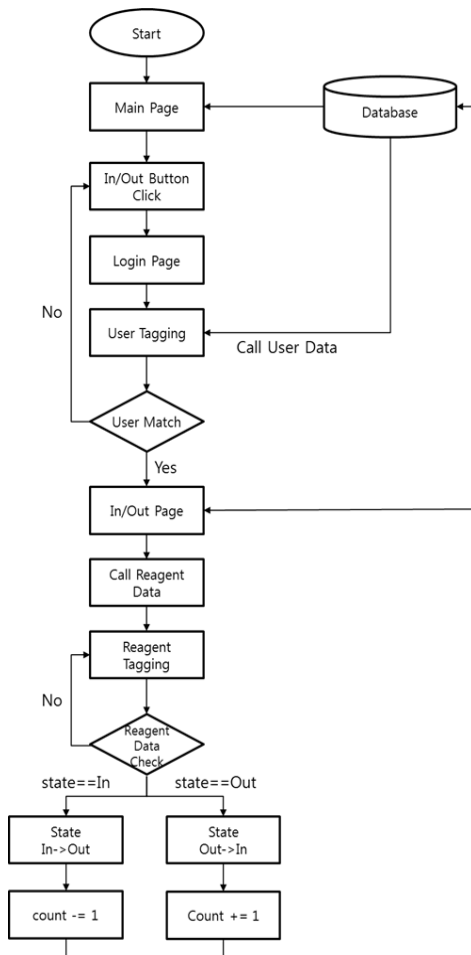 Start
Main Page
Database
In/Out Button
Click
Login Page
No
User Tagging
Call User Data
User Match
Yes
In/Out Page
Call Reagent
Data
Reagent
Tagging
No
Reagent
Data
Check
state==In
state==Out
State
In->Out
State
Out->In
count -= 1
Count += 1